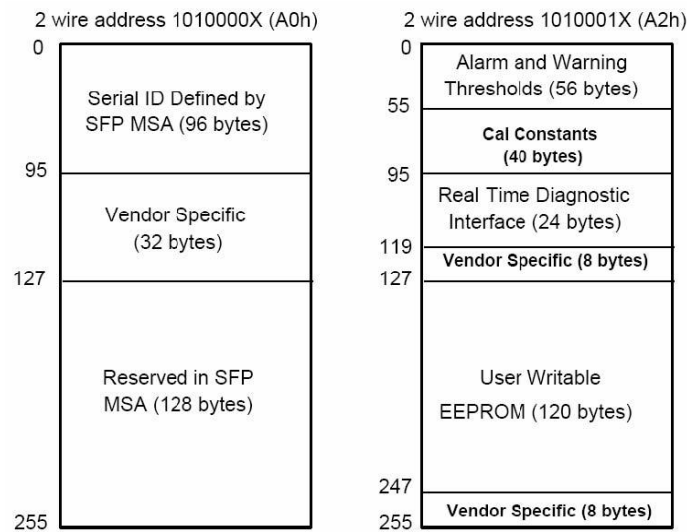 2 wire address 1010000X (A0h)
0
Serial ID Defined by
SFP MSA (96 bytes)
95
Vendor Specific
(32 bytes)
127
Reserved in SFP
MSA (128 bytes)
255
2 wire address 1010001X (A2h)
0
Alarm and Warning
Thresholds (56 bytes)
55
Cal Constants
(40 bytes)
95
Real Time Diagnostic
Interface (24 bytes)
119
Vendor Specific (8 bytes)
127
User Writable
EEPROM (120 bytes)
247
Vendor Specific (8 bytes)
255